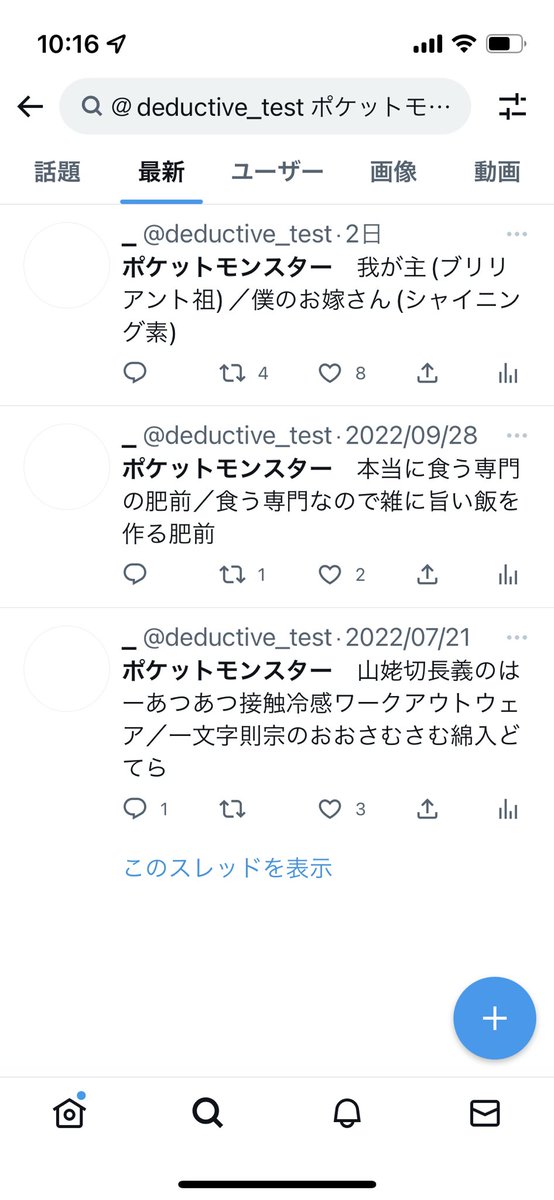 10:16
@deductive_test ポケットモ…
話題 最新 ユーザー 画像 動画
_ @deductive_test·2日
ポケットモンスター　我が主(ブリリ
アント祖)／僕のお嫁さん(シャイニン
グ素)
4 8
_ @deductive_test·2022/09/28
ポケットモンスター　本当に食う専門
の肥前／食う専門なので雑に旨い飯を
作る肥前
1 2
_ @deductive_test·2022/07/21
ポケットモンスター　山姥切長義のは
ーあつあつ接触冷感ワークアウトウェ
ア／一文字則宗のおおさむさむ綿入ど
てら
1 3
このスレッドを表示